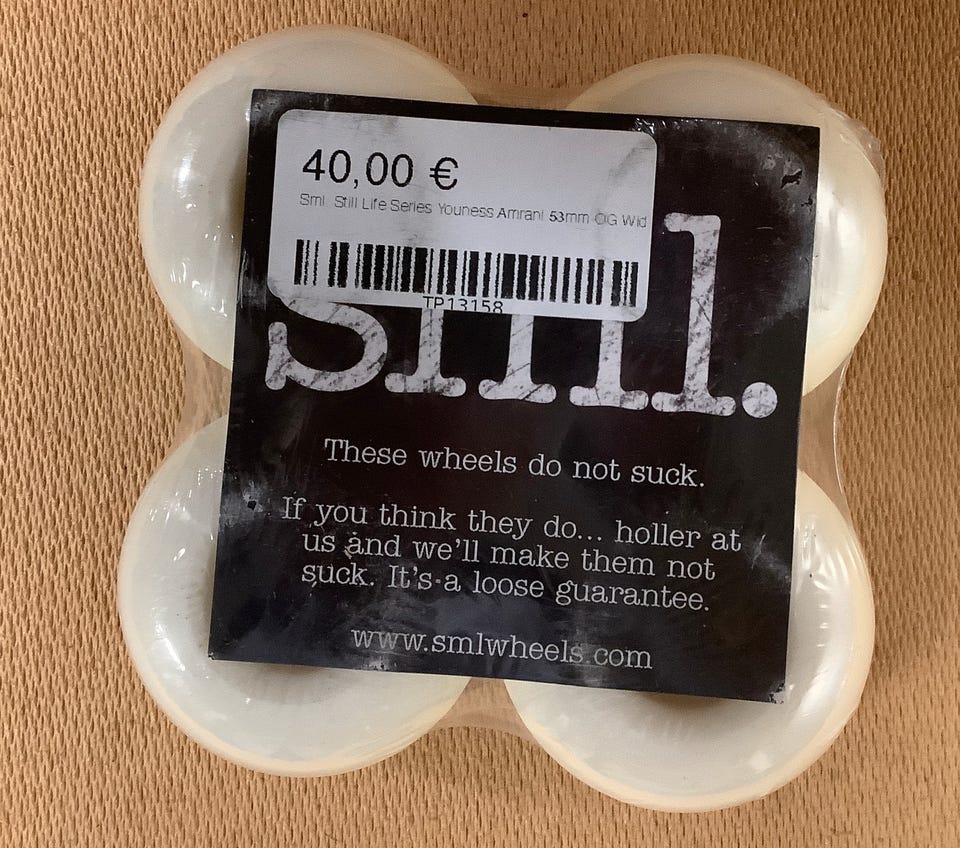 40,00 €
Sml. Still Life Series Youness Amrani 53mm OG Wid
TP13158
sml.
These wheels do not suck.
If you think they do... holler at
us and we'll make them not
suck. It's a loose guarantee.
www.smlwheels.com